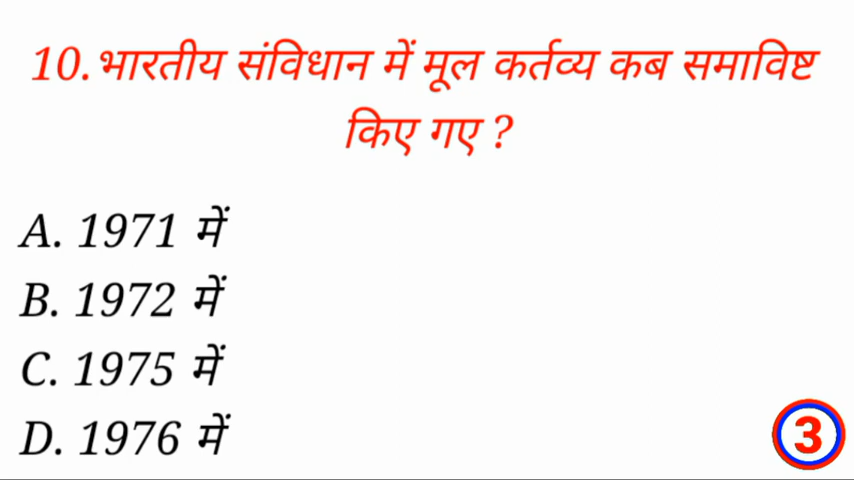 10. भारतीय संविधान में मूल कर्तव्य कब समाविष्ट
किए गए ?
A. 1971 में
B. 1972 में
C. 1975 में
D. 1976 में
3